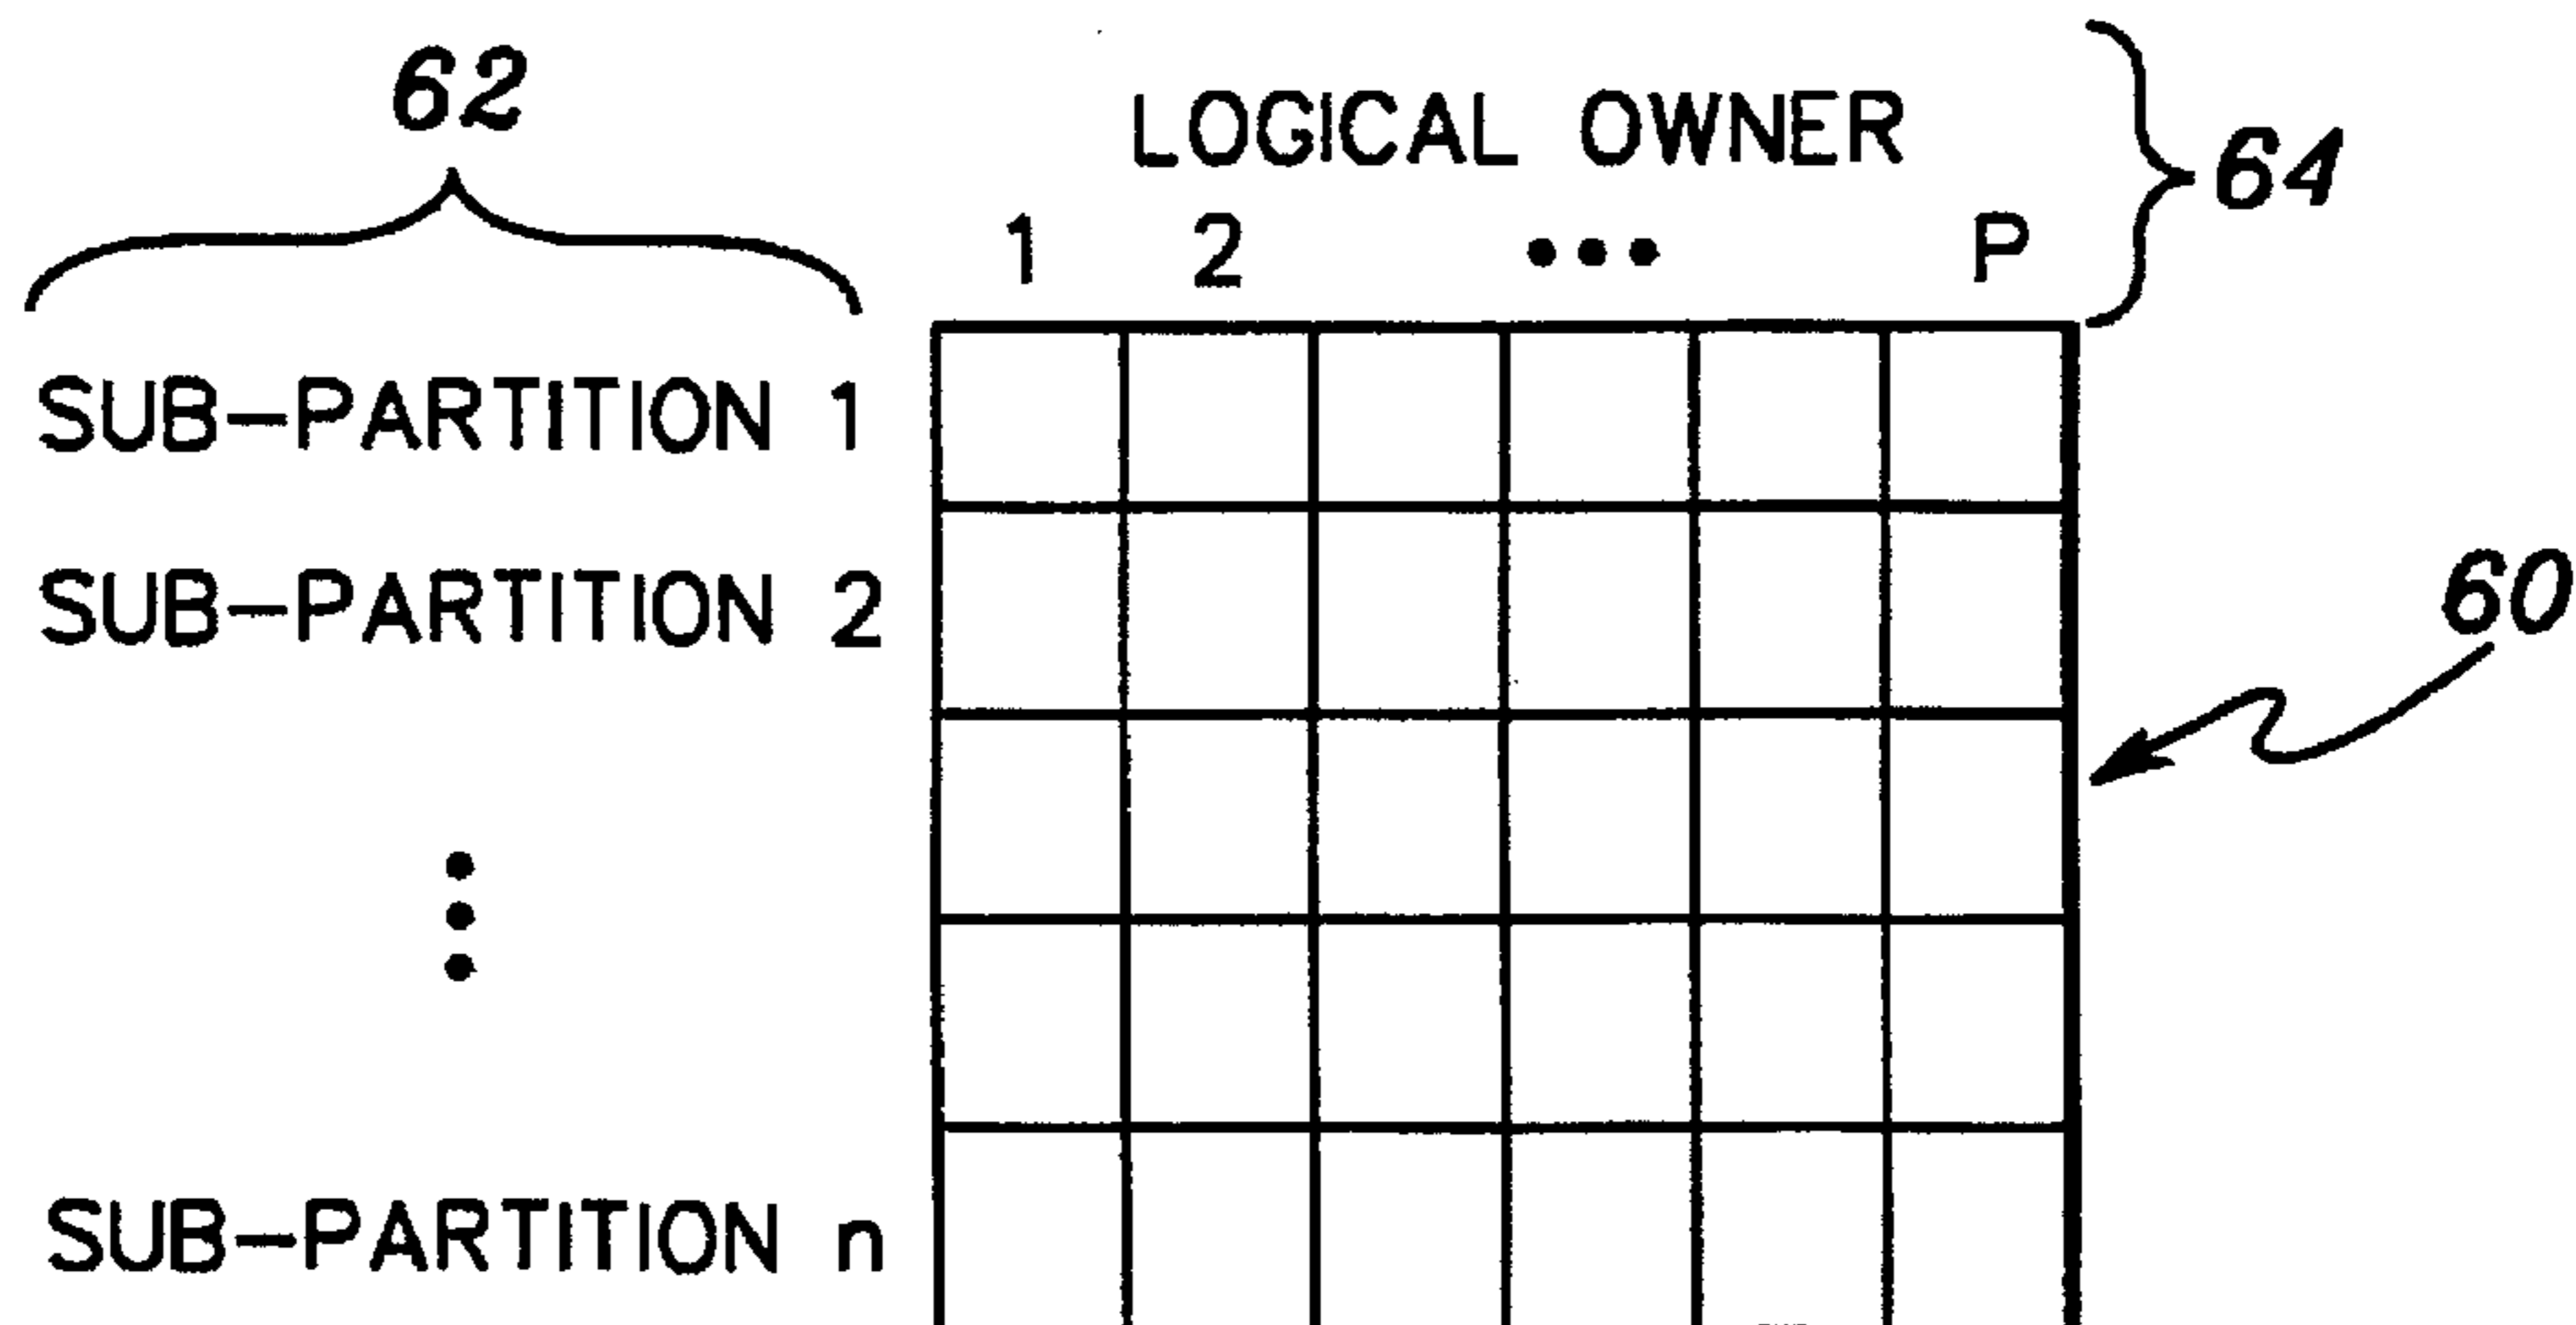 62
LOGICAL OWNER
64
1 2 ••• P
SUB-PARTITION 1
SUB-PARTITION 2
60
SUB-PARTITION n